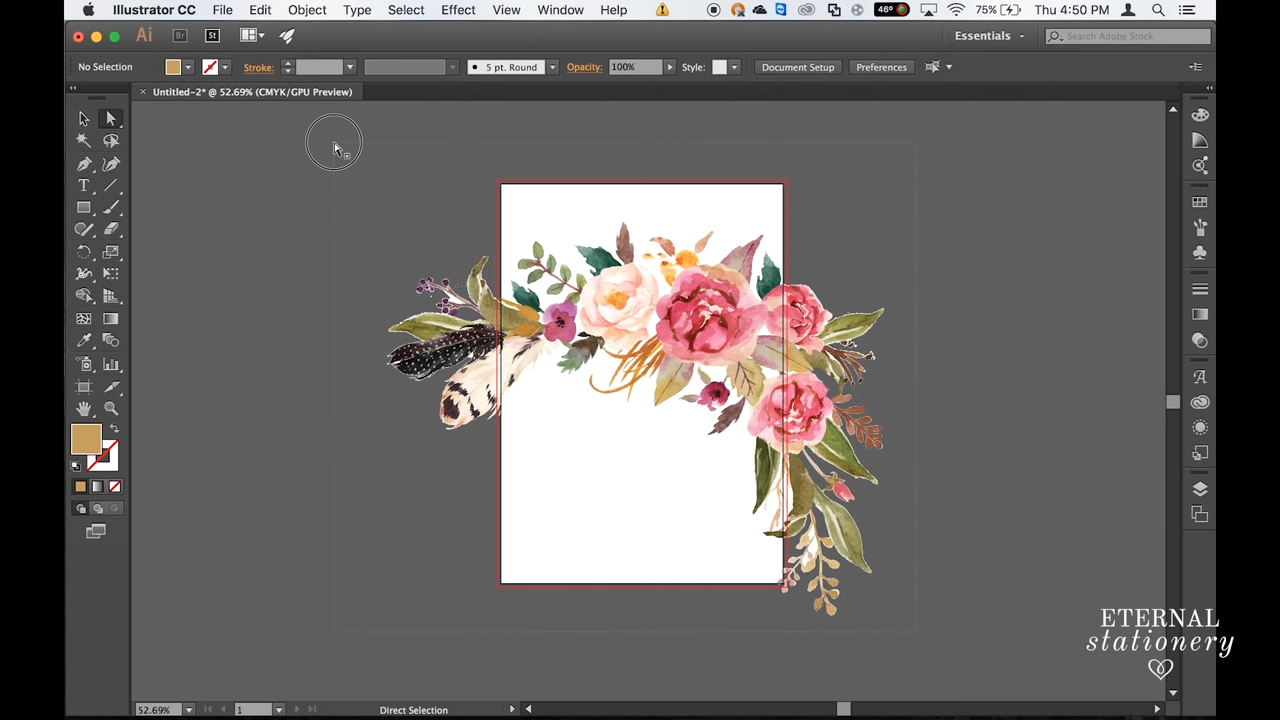 Illustrator CC File Edit Object Type Select Effect View Window Help 46° 75% Thu 4:50 PM
Ai Br St Essentials Search Adobe Stock
No Selection Stroke: 5 pt. Round Opacity: 100% Style: Document Setup Preferences
× Untitled-2* @ 52.69% (CMYK/GPU Preview)
T
A
ETERNAL
stationery
52.69% 1 Direct Selection